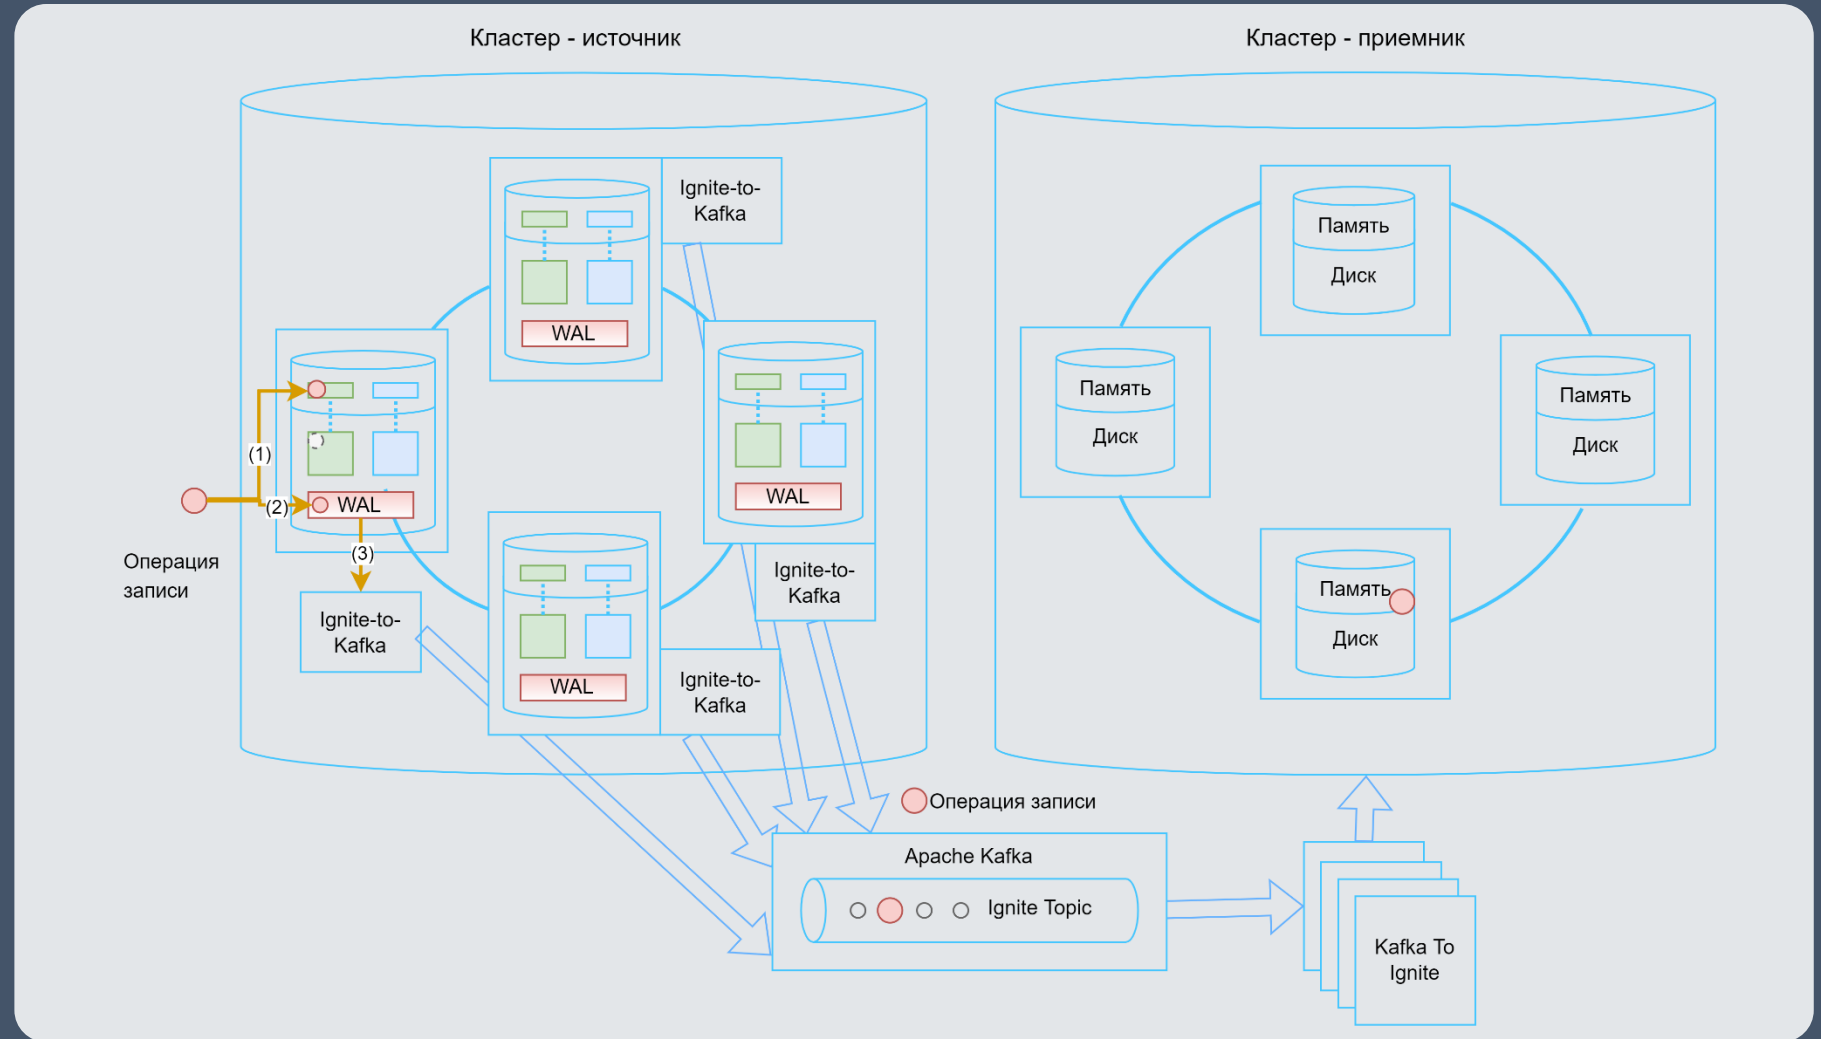 Кластер - источник
Кластер - приемник
Ignite-to-
Kafka
WAL
Память
Диск
(1)
(2)
WAL
(3)
Операция
записи
Ignite-to-
Kafka
WAL
Ignite-to-
Kafka
WAL
Ignite-to-
Kafka
Память
Диск
Память
Диск
Память
Диск
Операция записи
Apache Kafka
Ignite Topic
Kafka To
Ignite